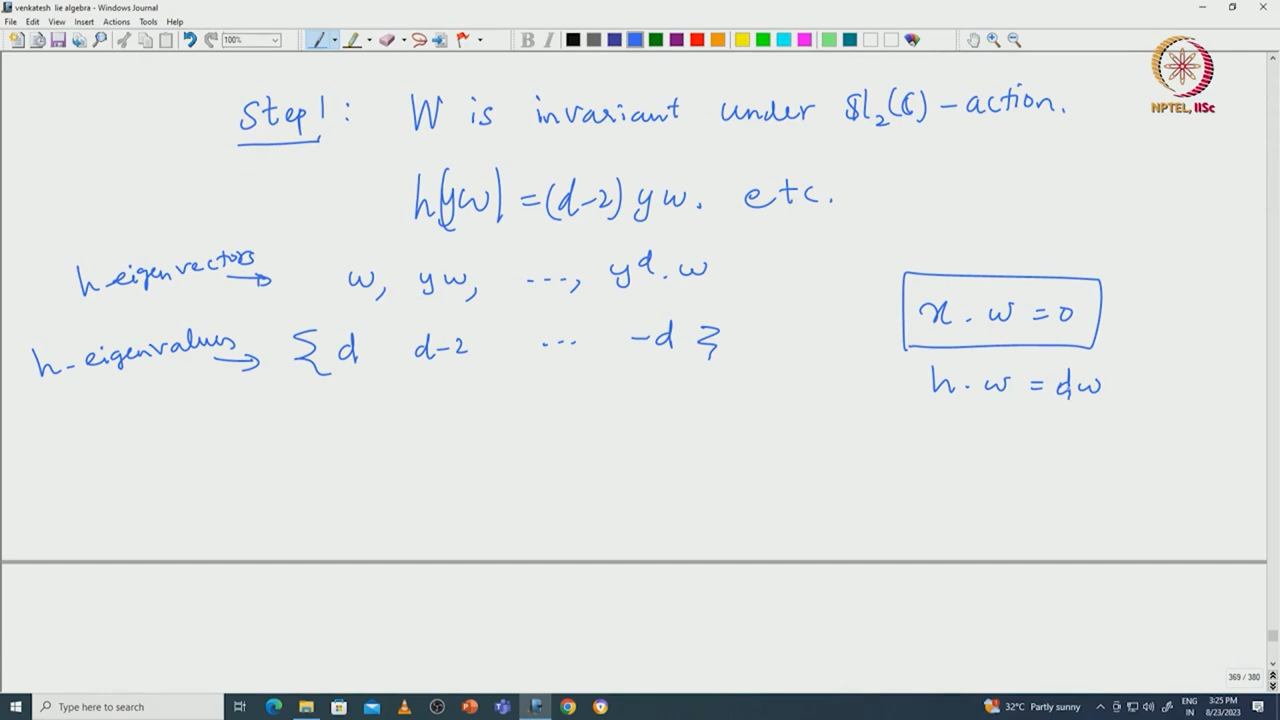 venkatesh lie algebra - Windows Journal
File Edit View Insert Actions Tools Help
100%
B I
NPTEL, IISc
Step 1 : W is invariant under sl₂(ℂ) - action.
h(yw) = (d-2) yw. etc.
h eigenvectors → w, yw, ..., y^d . w
h - eigenvalues → { d d-2 ... -d }
x . w = 0
h . w = dw
369 / 380
Type here to search
32°C Partly sunny
ENG
IN
3:25 PM
8/23/2023